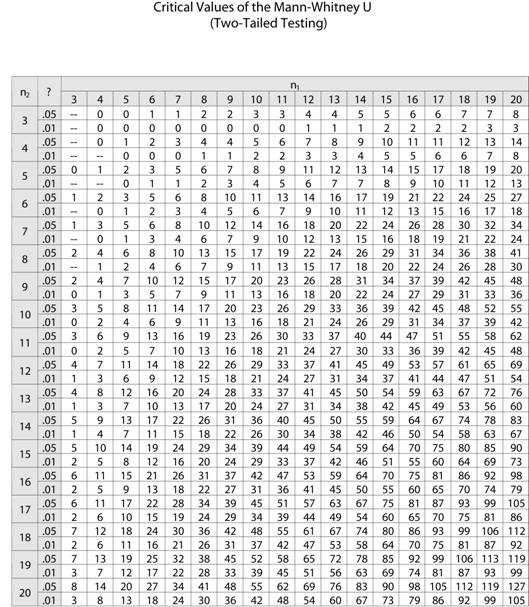 Critical Values of the Mann-Whitney U
(Two-Tailed Testing)
n2 ? n1
3 4 5 6 7 8 9 10 11 12 13 14 15 16 17 18 19 20
3 .05 -- 0 0 1 1 2 2 3 3 4 4 5 5 6 6 7 7 8
.01 -- 0 0 0 0 0 0 0 0 1 1 1 2 2 2 2 3 3
4 .05 -- 0 1 2 3 4 4 5 6 7 8 9 10 11 11 12 13 14
.01 -- -- 0 0 0 1 1 2 2 3 3 4 5 5 6 6 7 8
5 .05 0 1 2 3 5 6 7 8 9 11 12 13 14 15 17 18 19 20
.01 -- -- 0 1 1 2 3 4 5 6 7 7 8 9 10 11 12 13
6 .05 1 2 3 5 6 8 10 11 13 14 16 17 19 21 22 24 25 27
.01 -- 0 1 2 3 4 5 6 7 9 10 11 12 13 15 16 17 18
7 .05 1 3 5 6 8 10 12 14 16 18 20 22 24 26 28 30 32 34
.01 -- 0 1 3 4 6 7 9 10 12 13 15 16 18 19 21 22 24
8 .05 2 4 6 8 10 13 15 17 19 22 24 26 29 31 34 36 38 41
.01 -- 1 2 4 6 7 9 11 13 15 17 18 20 22 24 26 28 30
9 .05 2 4 7 10 12 15 17 20 23 26 28 31 34 37 39 42 45 48
.01 0 1 3 5 7 9 11 13 16 18 20 22 24 27 29 31 33 36
10 .05 3 5 8 11 14 17 20 23 26 29 33 36 39 42 45 48 52 55
.01 0 2 4 6 9 11 13 16 18 21 24 26 29 31 34 37 39 42
11 .05 3 6 9 13 16 19 23 26 30 33 37 40 44 47 51 55 58 62
.01 0 2 5 7 10 13 16 18 21 24 27 30 33 36 39 42 45 48
12 .05 4 7 11 14 18 22 26 29 33 37 41 45 49 53 57 61 65 69
.01 1 3 6 9 12 15 18 21 24 27 31 34 37 41 44 47 51 54
13 .05 4 8 12 16 20 24 28 33 37 41 45 50 54 59 63 67 72 76
.01 1 3 7 10 13 17 20 24 27 31 34 38 42 45 49 53 56 60
14 .05 5 9 13 17 22 26 31 36 40 45 50 55 59 64 67 74 78 83
.01 1 4 7 11 15 18 22 26 30 34 38 42 46 50 54 58 63 67
15 .05 5 10 14 19 24 29 34 39 44 49 54 59 64 70 75 80 85 90
.01 2 5 8 12 16 20 24 29 33 37 42 46 51 55 60 64 69 73
16 .05 6 11 15 21 26 31 37 42 47 53 59 64 70 75 81 86 92 98
.01 2 5 9 13 18 22 27 31 36 41 45 50 55 60 65 70 74 79
17 .05 6 11 17 22 28 34 39 45 51 57 63 67 75 81 87 93 99 105
.01 2 6 10 15 19 24 29 34 39 44 49 54 60 65 70 75 81 86
18 .05 7 12 18 24 30 36 42 48 55 61 67 74 80 86 93 99 106 112
.01 2 6 11 16 21 26 31 37 42 47 53 58 64 70 75 81 87 92
19 .05 7 13 19 25 32 38 45 52 58 65 72 78 85 92 99 106 113 119
.01 3 7 12 17 22 28 33 39 45 51 56 63 69 74 81 87 93 99
20 .05 8 14 20 27 34 41 48 55 62 69 76 83 90 98 105 112 119 127
.01 3 8 13 18 24 30 36 42 48 54 60 67 73 79 86 92 99 105